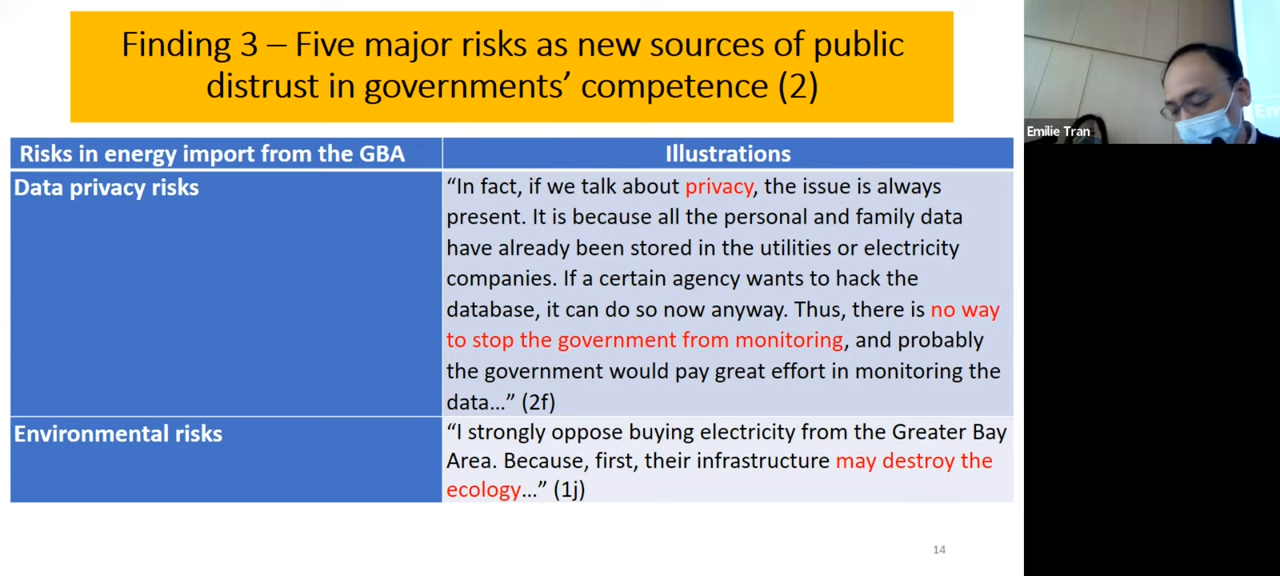 Finding 3 – Five major risks as new sources of public
distrust in governments’ competence (2)
Risks in energy import from the GBA
Illustrations
Data privacy risks
“In fact, if we talk about privacy, the issue is always
present. It is because all the personal and family data
have already been stored in the utilities or electricity
companies. If a certain agency wants to hack the
database, it can do so now anyway. Thus, there is no way
to stop the government from monitoring, and probably
the government would pay great effort in monitoring the
data…” (2f)
Environmental risks
“I strongly oppose buying electricity from the Greater Bay
Area. Because, first, their infrastructure may destroy the
ecology…” (1j)
14
Emilie Tran